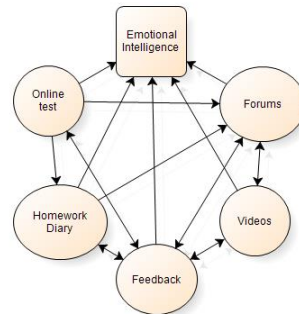 Emotional
Intelligence
Online
test
Forums
Homework
Diary
Videos
Feedback